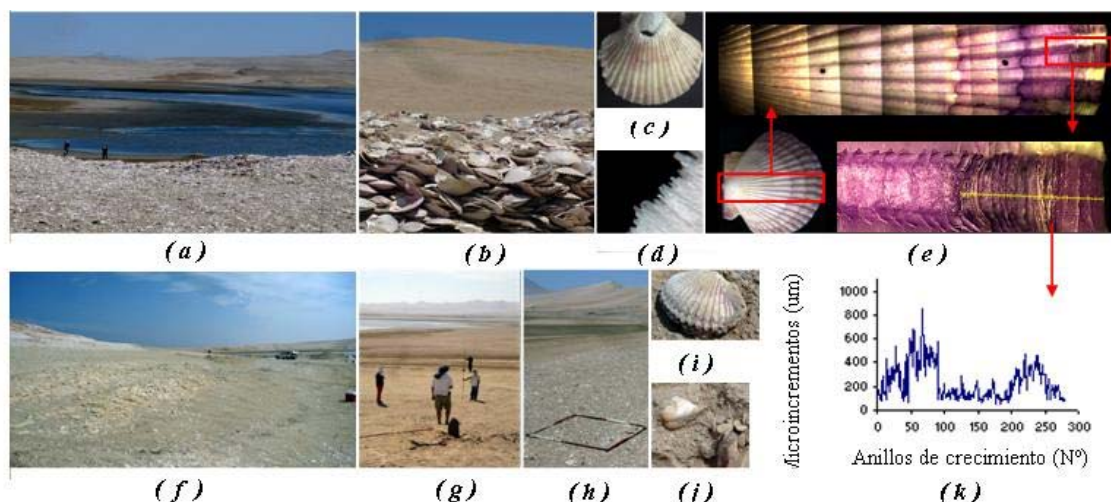 ( a )
( b )
( c )
( d )
( e )
( f )
( g )
( h )
( i )
( j )
Microincrementos (um)
1000
800
600
400
200
0
0 50 100 150 200 250 300
Anillos de crecimiento (Nº)
( k )